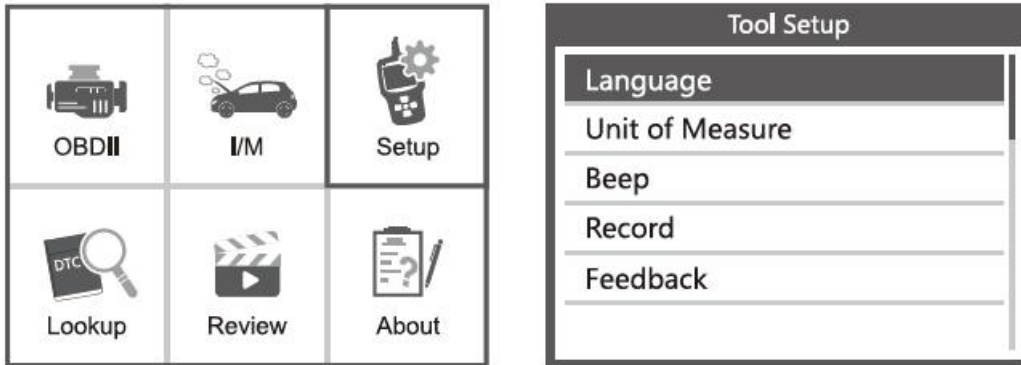 OBDII
I/M
Setup
DTC
Lookup
Review
?
About
Tool Setup
Language
Unit of Measure
Beep
Record
Feedback